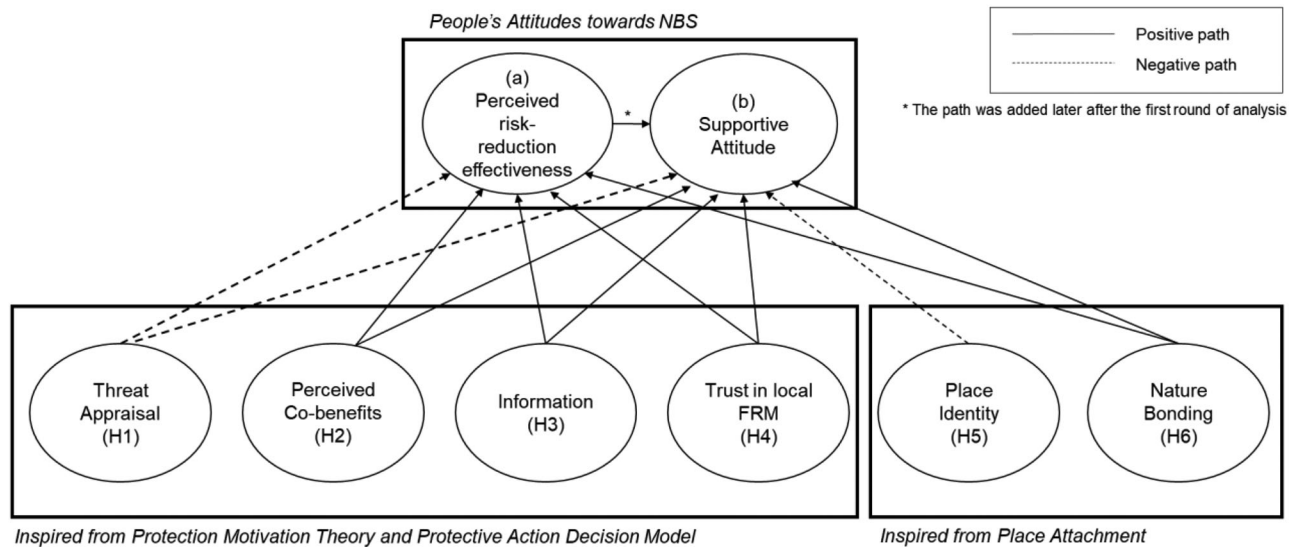 People's Attitudes towards NBS
(a)
Perceived
risk-
reduction
effectiveness
*
(b)
Supportive
Attitude
Positive path
Negative path
* The path was added later after the first round of analysis
Threat
Appraisal
(H1)
Perceived
Co-benefits
(H2)
Information
(H3)
Trust in local
FRM
(H4)
Place
Identity
(H5)
Nature
Bonding
(H6)
Inspired from Protection Motivation Theory and Protective Action Decision Model
Inspired from Place Attachment